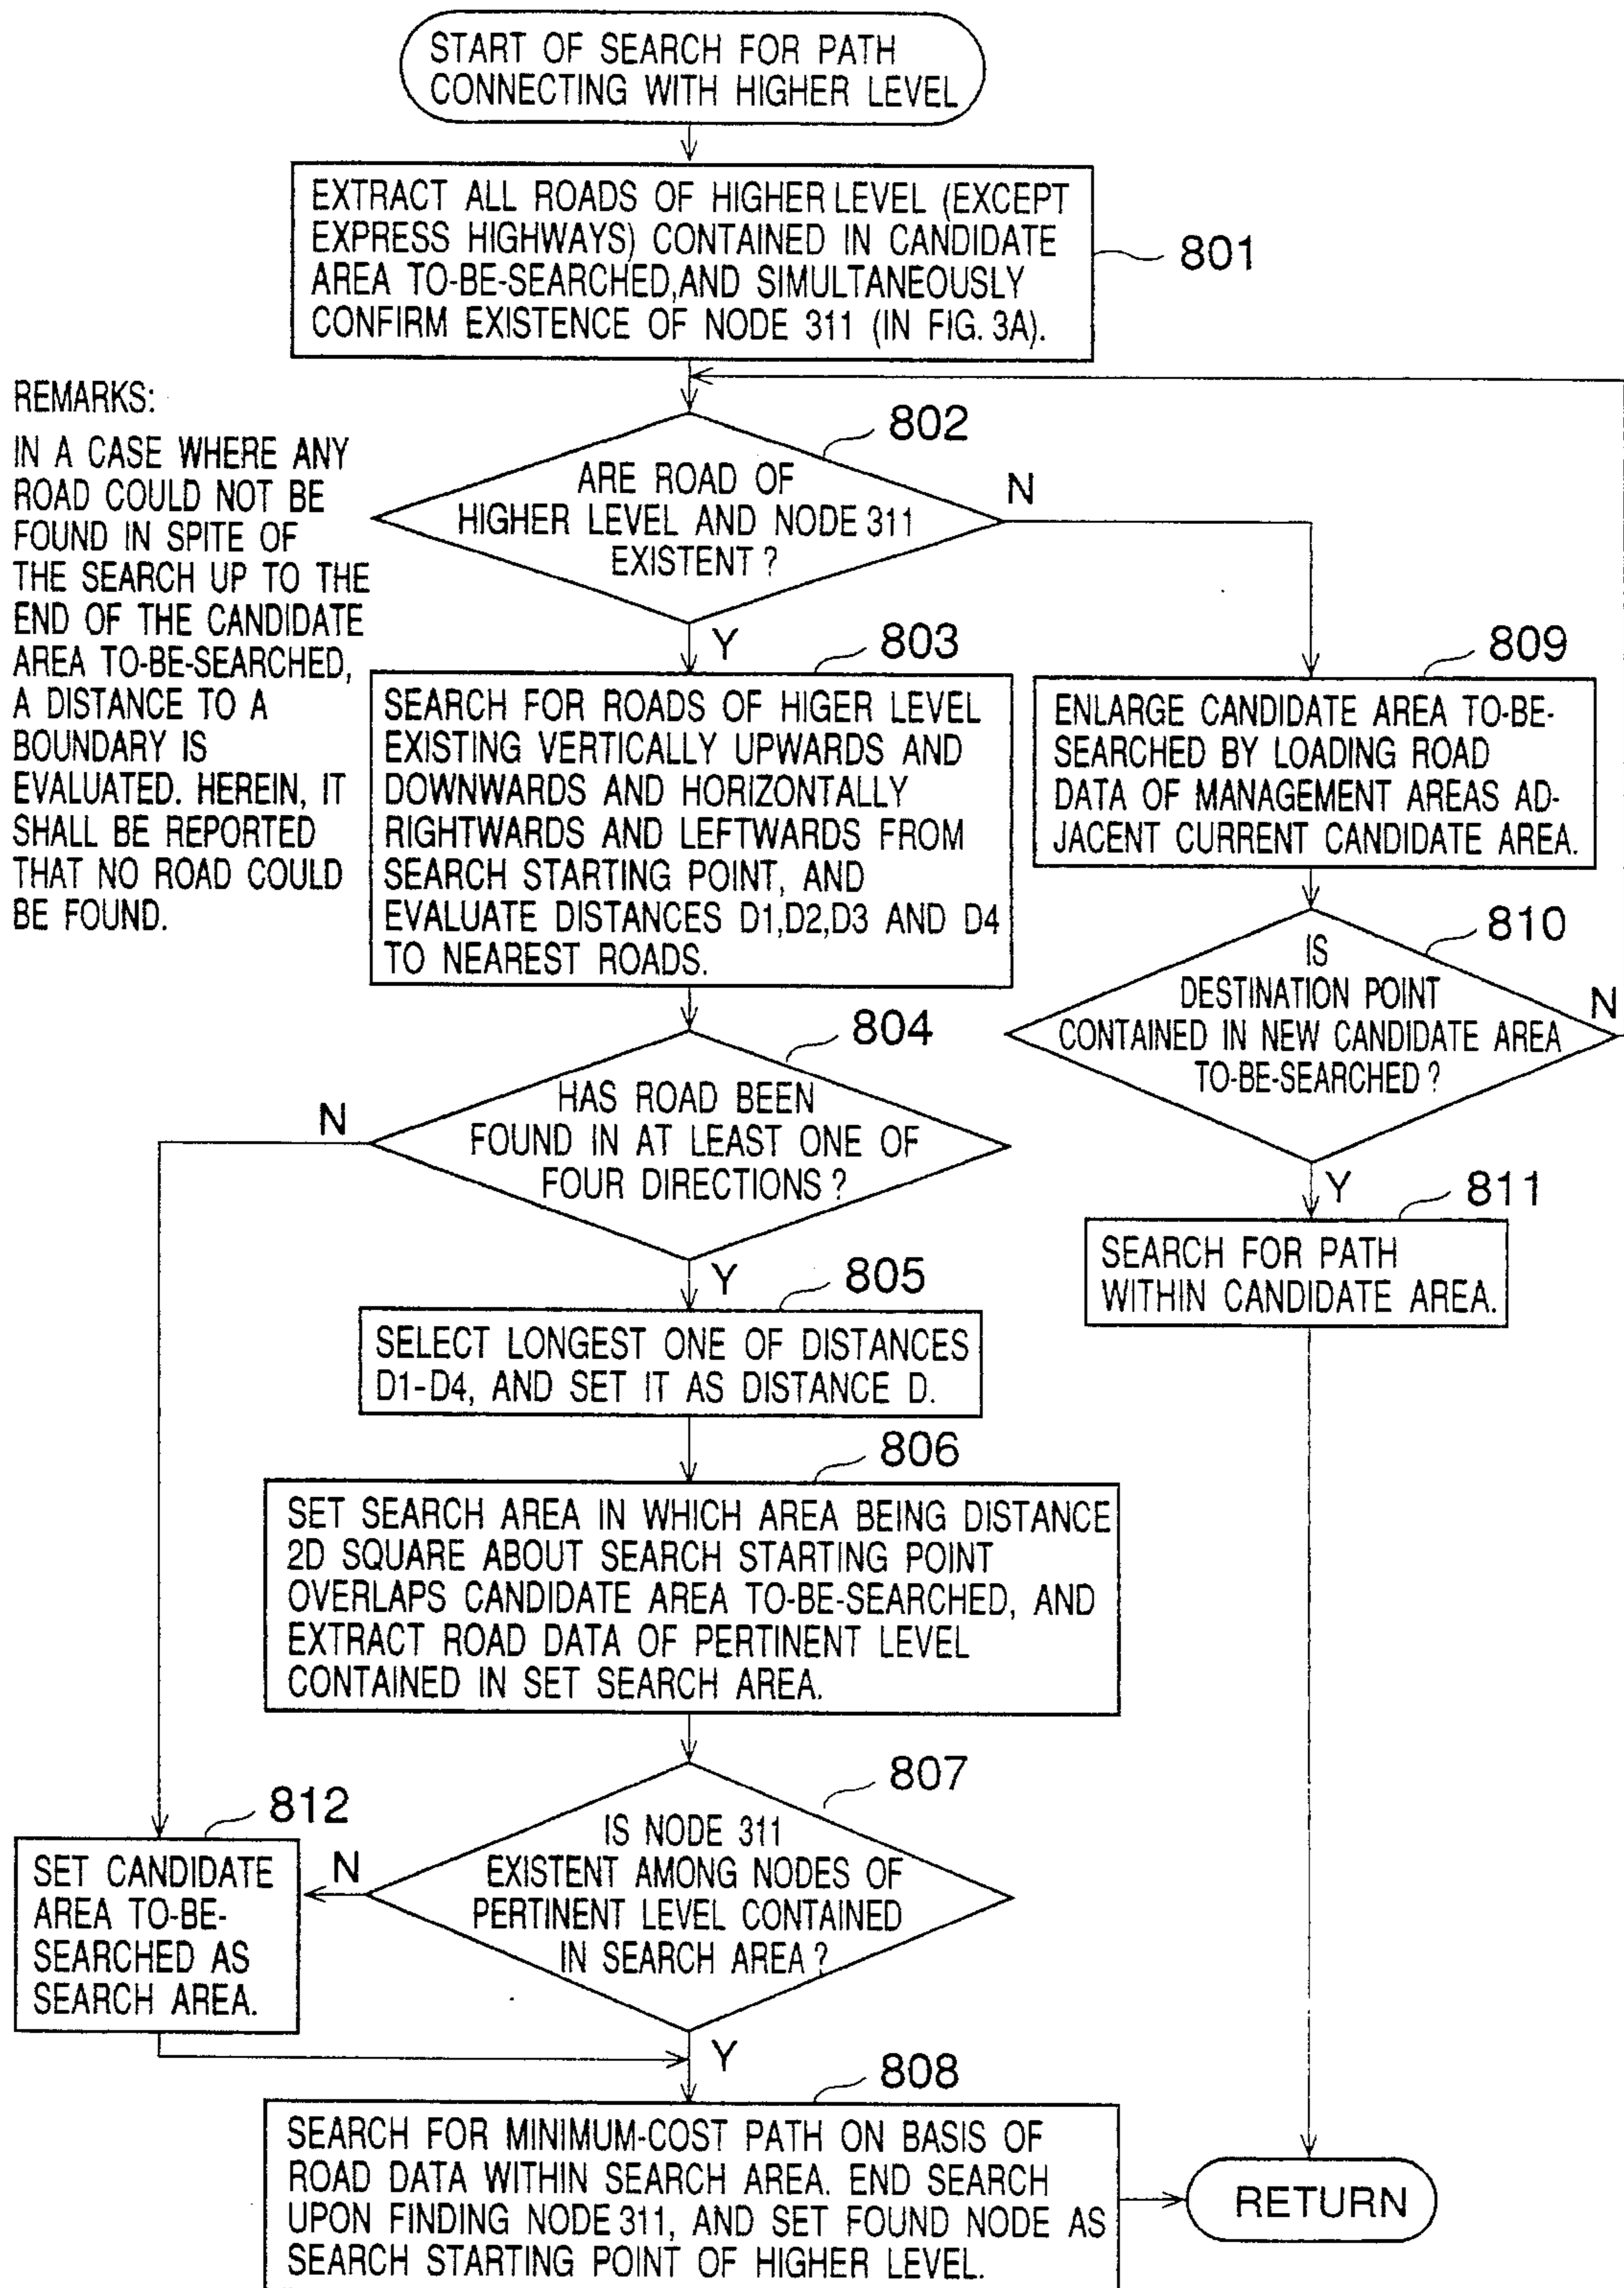 START OF SEARCH FOR PATH
CONNECTING WITH HIGHER LEVEL
EXTRACT ALL ROADS OF HIGHER LEVEL (EXCEPT
EXPRESS HIGHWAYS) CONTAINED IN CANDIDATE
AREA TO-BE-SEARCHED,AND SIMULTANEOUSLY
CONFIRM EXISTENCE OF NODE 311 (IN FIG. 3A).
801
REMARKS:
IN A CASE WHERE ANY
ROAD COULD NOT BE
FOUND IN SPITE OF
THE SEARCH UP TO THE
END OF THE CANDIDATE
AREA TO-BE-SEARCHED,
A DISTANCE TO A
BOUNDARY IS
EVALUATED. HEREIN, IT
SHALL BE REPORTED
THAT NO ROAD COULD
BE FOUND.
802
ARE ROAD OF
HIGHER LEVEL AND NODE 311
EXISTENT ?
N
Y
803
SEARCH FOR ROADS OF HIGER LEVEL
EXISTING VERTICALLY UPWARDS AND
DOWNWARDS AND HORIZONTALLY
RIGHTWARDS AND LEFTWARDS FROM
SEARCH STARTING POINT, AND
EVALUATE DISTANCES D1,D2,D3 AND D4
TO NEAREST ROADS.
809
ENLARGE CANDIDATE AREA TO-BE-
SEARCHED BY LOADING ROAD
DATA OF MANAGEMENT AREAS AD-
JACENT CURRENT CANDIDATE AREA.
810
IS
DESTINATION POINT
CONTAINED IN NEW CANDIDATE AREA
TO-BE-SEARCHED ?
N
Y
811
SEARCH FOR PATH
WITHIN CANDIDATE AREA.
804
HAS ROAD BEEN
FOUND IN AT LEAST ONE OF
FOUR DIRECTIONS ?
N
Y
805
SELECT LONGEST ONE OF DISTANCES
D1-D4, AND SET IT AS DISTANCE D.
806
SET SEARCH AREA IN WHICH AREA BEING DISTANCE
2D SQUARE ABOUT SEARCH STARTING POINT
OVERLAPS CANDIDATE AREA TO-BE-SEARCHED, AND
EXTRACT ROAD DATA OF PERTINENT LEVEL
CONTAINED IN SET SEARCH AREA.
807
IS NODE 311
EXISTENT AMONG NODES OF
PERTINENT LEVEL CONTAINED
IN SEARCH AREA ?
N
Y
812
SET CANDIDATE
AREA TO-BE-
SEARCHED AS
SEARCH AREA.
808
SEARCH FOR MINIMUM-COST PATH ON BASIS OF
ROAD DATA WITHIN SEARCH AREA. END SEARCH
UPON FINDING NODE 311, AND SET FOUND NODE AS
SEARCH STARTING POINT OF HIGHER LEVEL.
RETURN